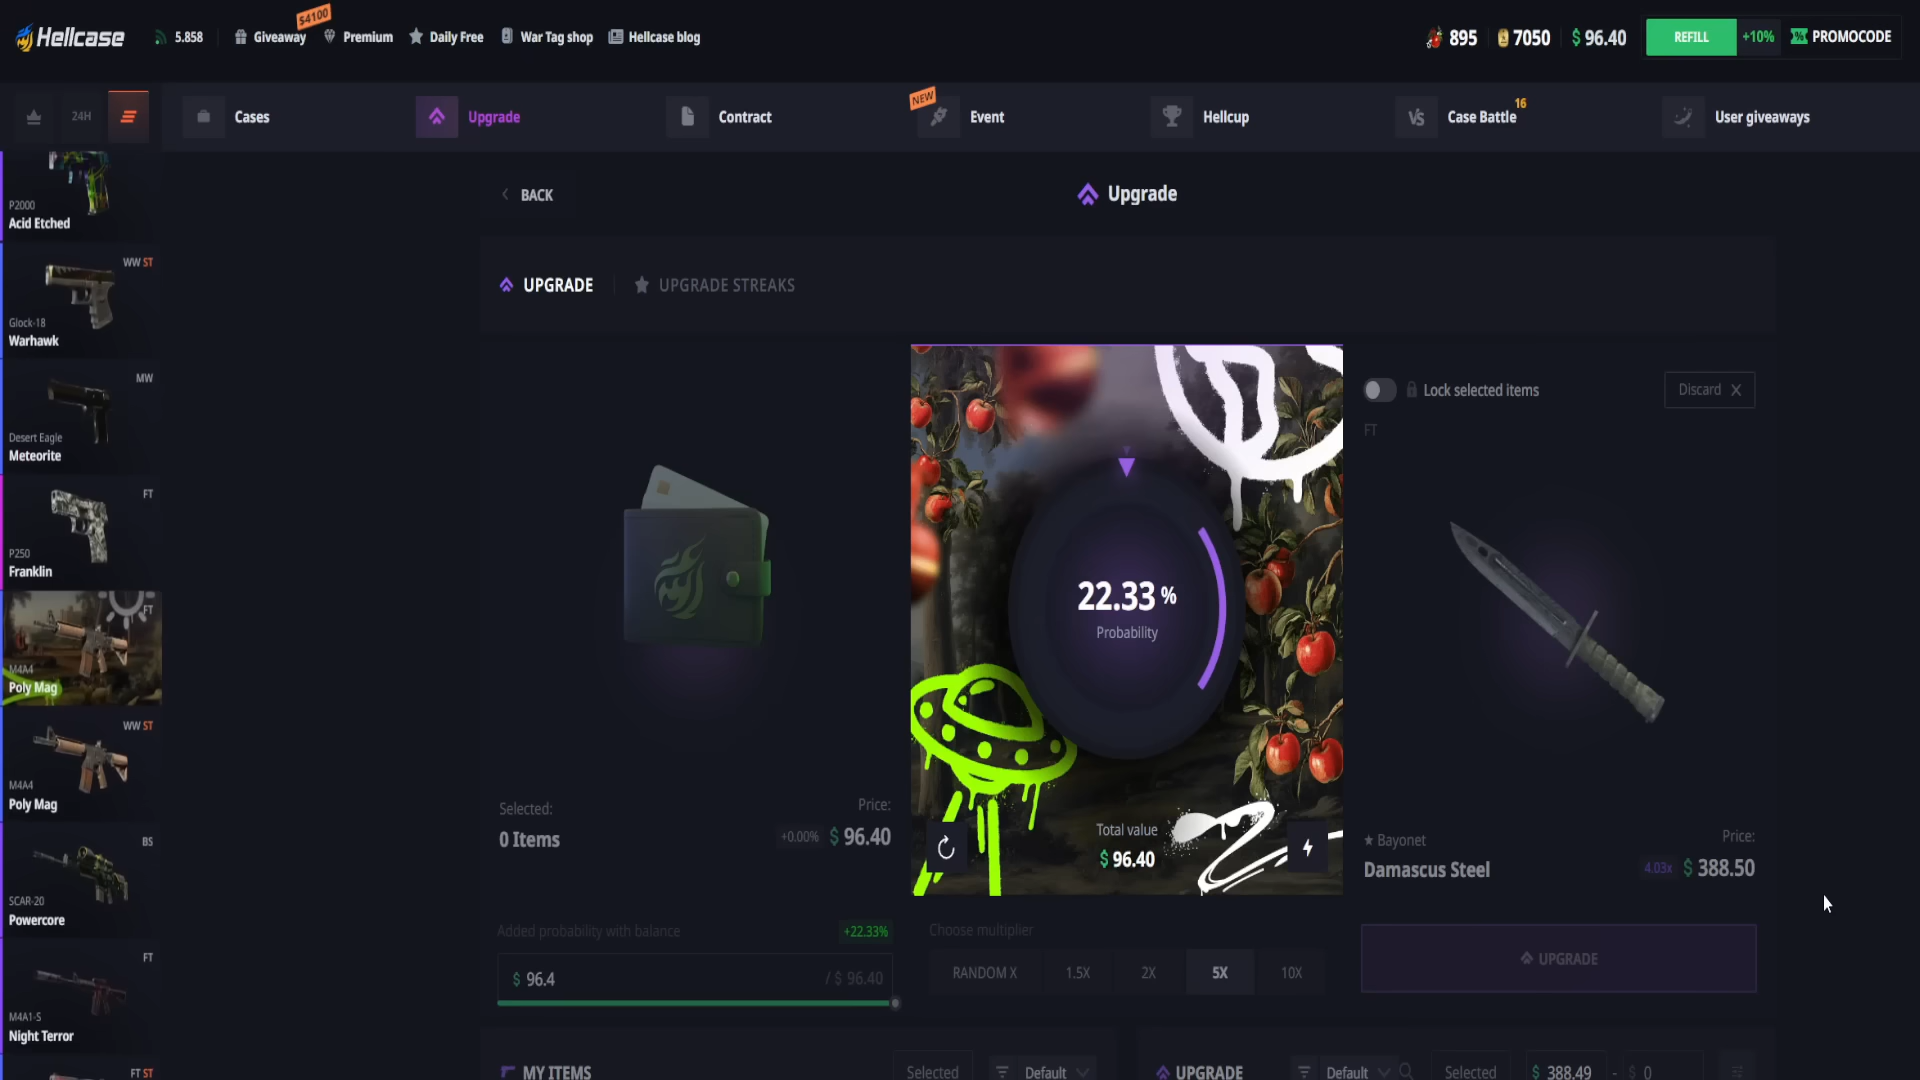 Hellcase
5.858
Giveaway
$4100
Premium
Daily Free
War Tag shop
Hellcase blog
895
7050
$ 96.40
REFILL
+10%
PROMOCODE
24H
Cases
Upgrade
Contract
NEW
Event
Hellcup
VS
Case Battle
16
User giveaways
P2000
Acid Etched
WW ST
Glock-18
Warhawk
MW
Desert Eagle
Meteorite
FT
P250
Franklin
FT
M4A4
Poly Mag
WW ST
M4A4
Poly Mag
BS
SCAR-20
Powercore
FT
M4A1-S
Night Terror
FT ST
BACK
Upgrade
UPGRADE
UPGRADE STREAKS
Selected:
0 Items
Price:
+0.00%
$ 96.40
22.33 %
Probability
Total value
$ 96.40
Lock selected items
Discard X
FT
★ Bayonet
Damascus Steel
Price:
4.03x
$ 388.50
Added probability with balance
+22.33%
$ 96.4
/ $ 96.40
Choose multiplier
RANDOM X
1.5X
2X
5X
10X
UPGRADE
MY ITEMS
Selected
Default
UPGRADE
Default
Selected
$ 388.49 - $ 0